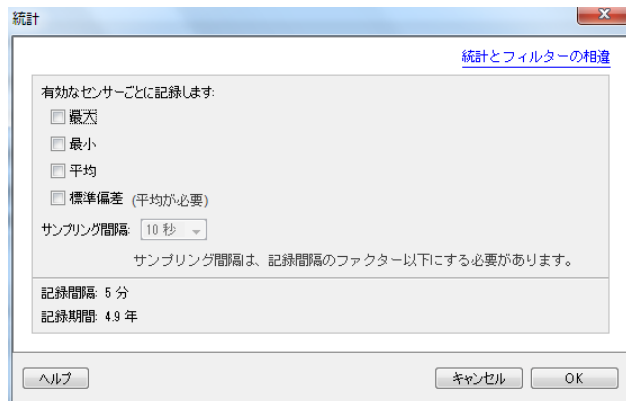 統計
統計とフィルターの相違
有効なセンサーごとに記録します:
最大
最小
平均
標準偏差 (平均が必要)
サンプリング間隔: 10 秒
サンプリング間隔は、記録間隔のファクター以下にする必要があります。
記録間隔: 5 分
記録期間: 4.9 年
ヘルプ キャンセル OK